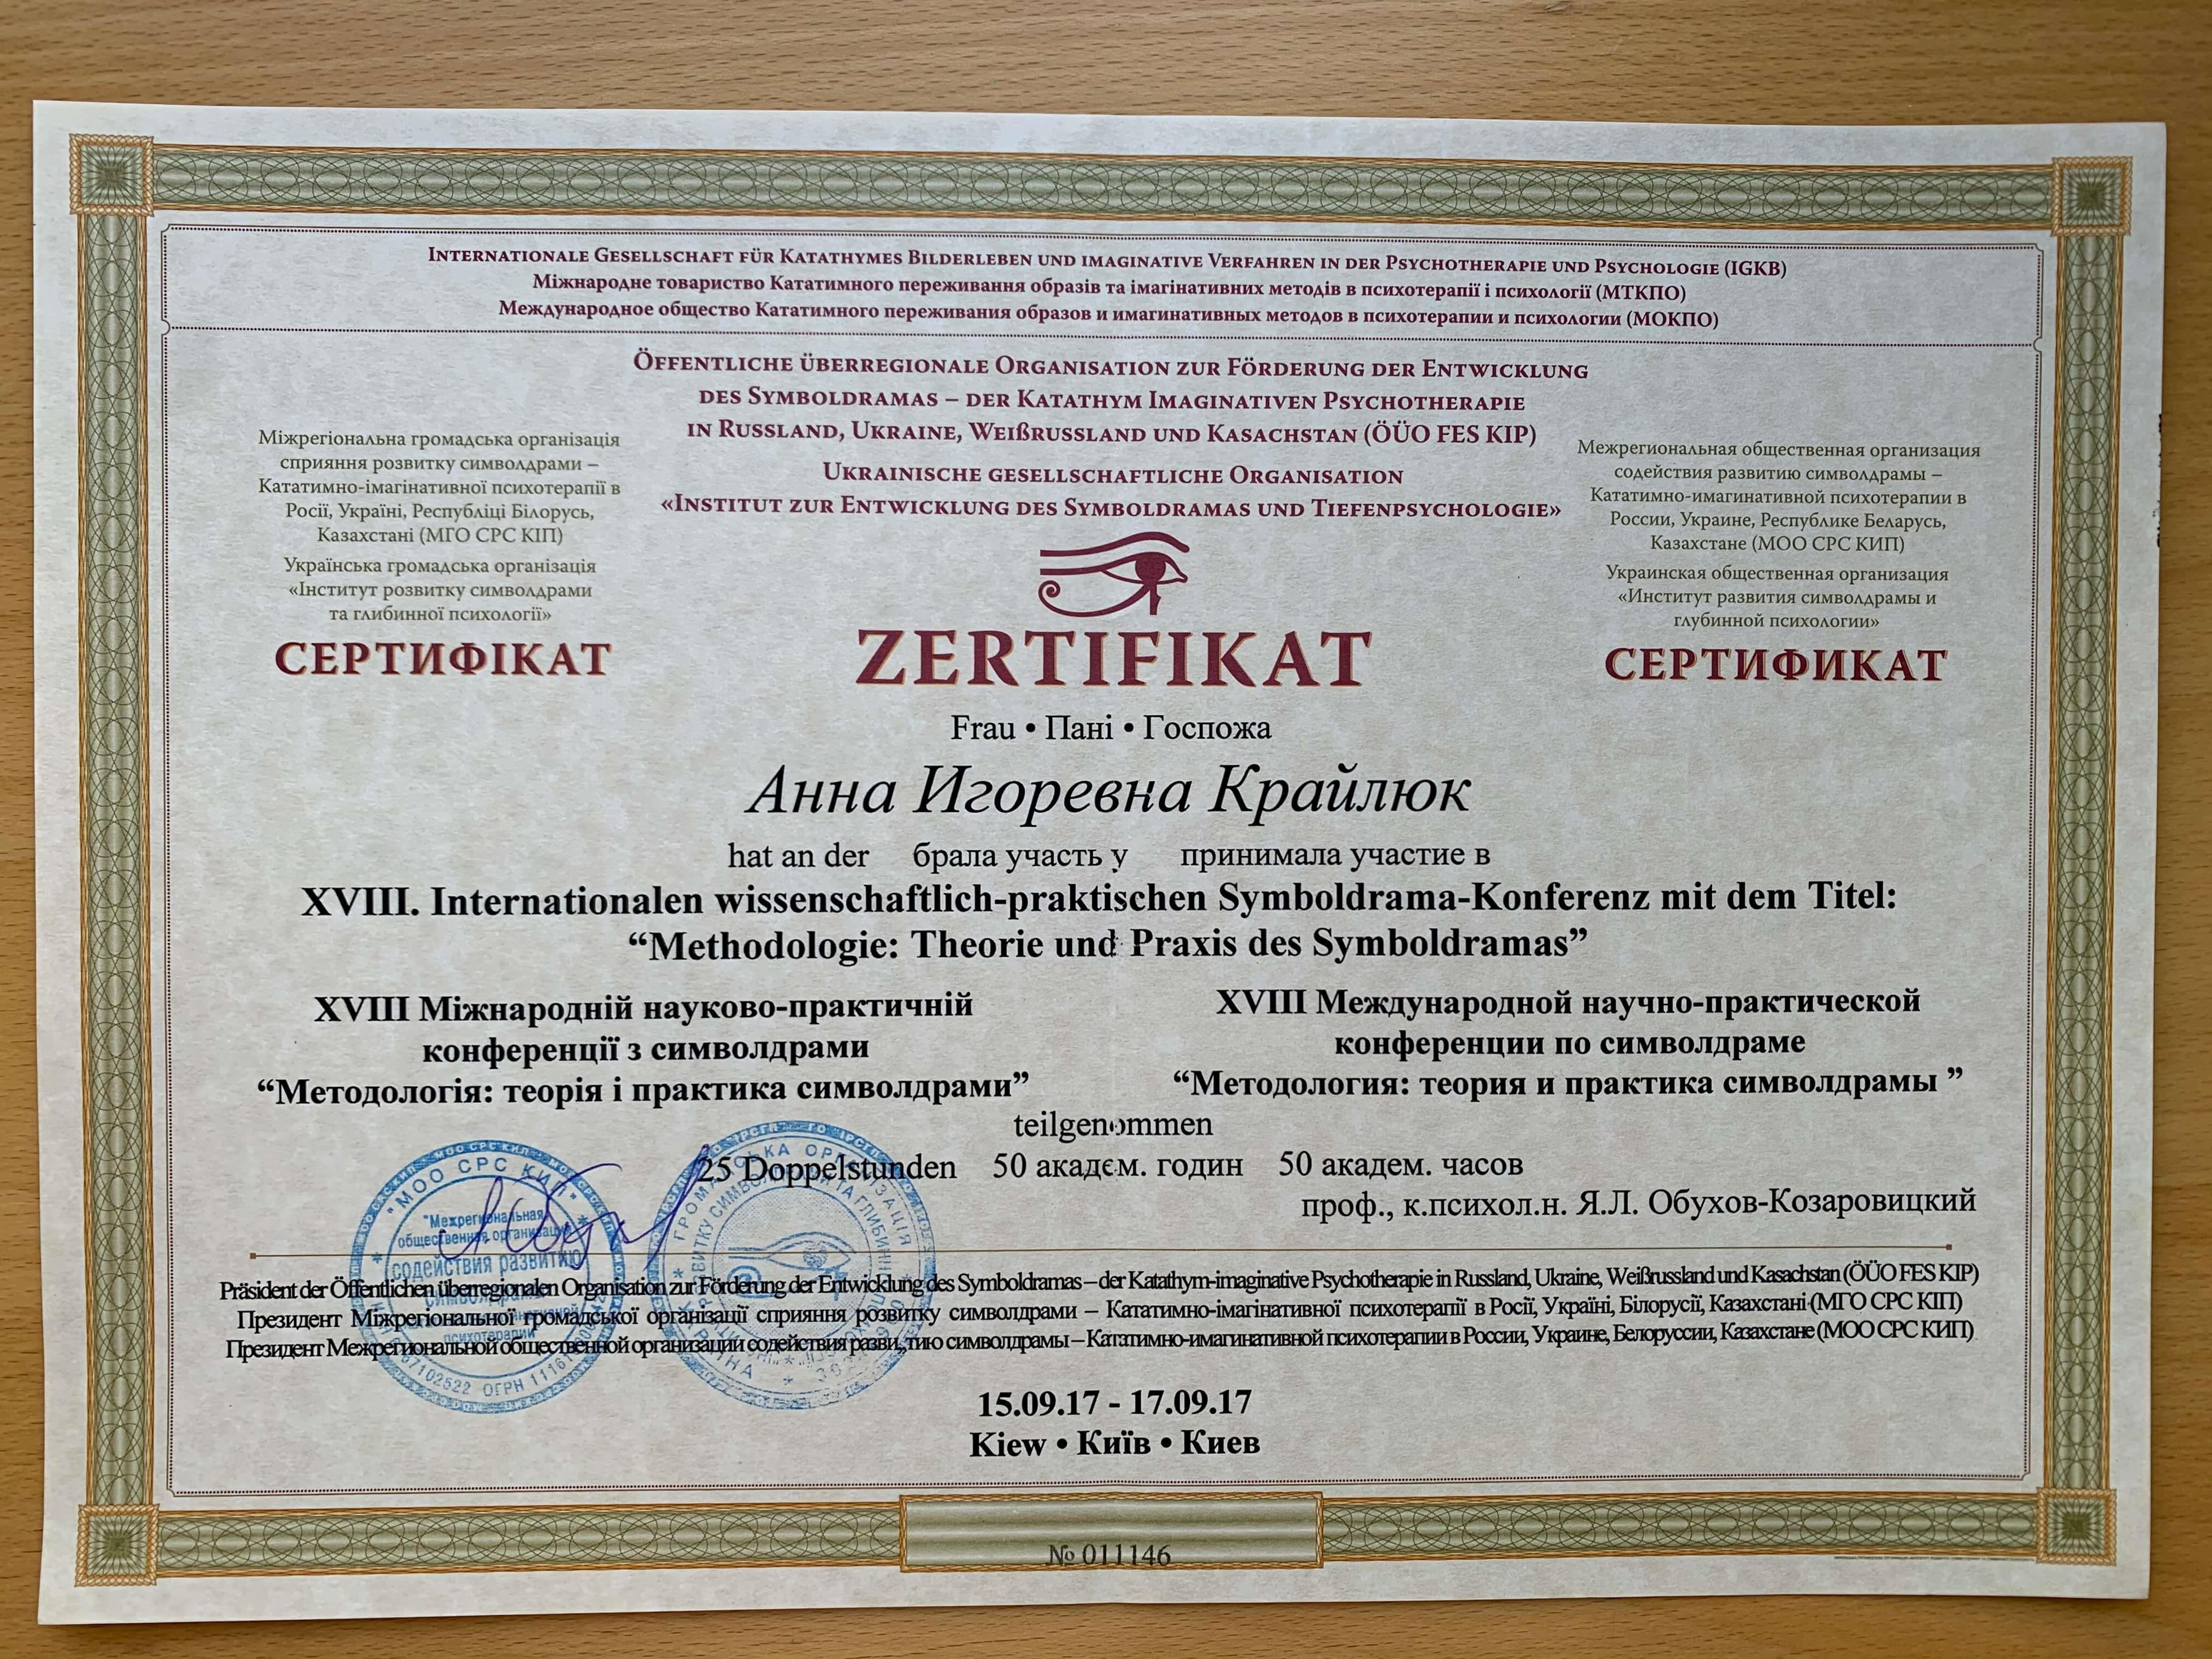 Internationale Gesellschaft für Katathymes Bilderleben und imaginative Verfahren in der Psychotherapie und Psychologie (IGKB)
Міжнародне товариство Кататимного переживання образів та імагінативних методів в психотерапії і психології (МТКПО)
Международное общество Кататимного переживания образов и имагинативных методов в психотерапии и психологии (МОКПО)
Öffentliche überregionale Organisation zur Förderung der Entwicklung
des Symboldramas – der Katathym Imaginativen Psychotherapie
in Russland, Ukraine, Weißrussland und Kasachstan (ÖÜO FES KIP)
Ukrainische gesellschaftliche Organisation
«Institut zur Entwicklung des Symboldramas und Tiefenpsychologie»
Міжрегіональна громадська організація
сприяння розвитку символдрами –
Кататимно-імагінативної психотерапії в
Росії, Україні, Республіці Білорусь,
Казахстані (МГО СРС КІП)
Українська громадська організація
«Інститут розвитку символдрами
та глибинної психології»
СЕРТИФІКАТ
ZERTIFIKAT
Межрегиональная общественная организация
содействия развитию символдрамы –
Кататимно-имагинативной психотерапии в
России, Украине, Республике Беларусь,
Казахстане (МОО СРС КИП)
Украинская общественная организация
«Институт развития символдрамы и
глубинной психологии»
СЕРТИФИКАТ
Frau • Пані • Госпожа
Анна Игоревна Крайлюк
hat an der брала участь у принимала участие в
XVIII. Internationalen wissenschaftlich-praktischen Symboldrama-Konferenz mit dem Titel:
“Methodologie: Theorie und Praxis des Symboldramas”
XVIII Міжнародній науково-практичній
конференції з символдрами
“Методологія: теорія і практика символдрами”
XVIII Международной научно-практической
конференции по символдраме
“Методология: теория и практика символдрамы ”
teilgenommen
25 Doppelstunden 50 академ. годин 50 академ. часов
проф., к.психол.н. Я.Л. Обухов-Козаровицкий
"МОО СРС КИП"
"Межрегиональная
общественная организация
содействия развитию
психотерапии
Präsident der Öffentlichen überregionalen Organisation zur Förderung der Entwicklung des Symboldramas – der Katathym-imaginative Psychotherapie in Russland, Ukraine, Weißrussland und Kasachstan (ÖÜO FES KIP)
Президент Міжрегіональної громадської організації сприяння розвитку символдрами – Кататимно-імагінативної психотерапії в Росії, Україні, Білорусії, Казахстані (МГО СРС КІП)
Президент Межрегиональной общественной организации содействия развитию символдрамы – Кататимно-имагинативной психотерапии в России, Украине, Белоруссии, Казахстане (МОО СРС КИП)
15.09.17 - 17.09.17
Kiew • Київ • Киев
№ 011146